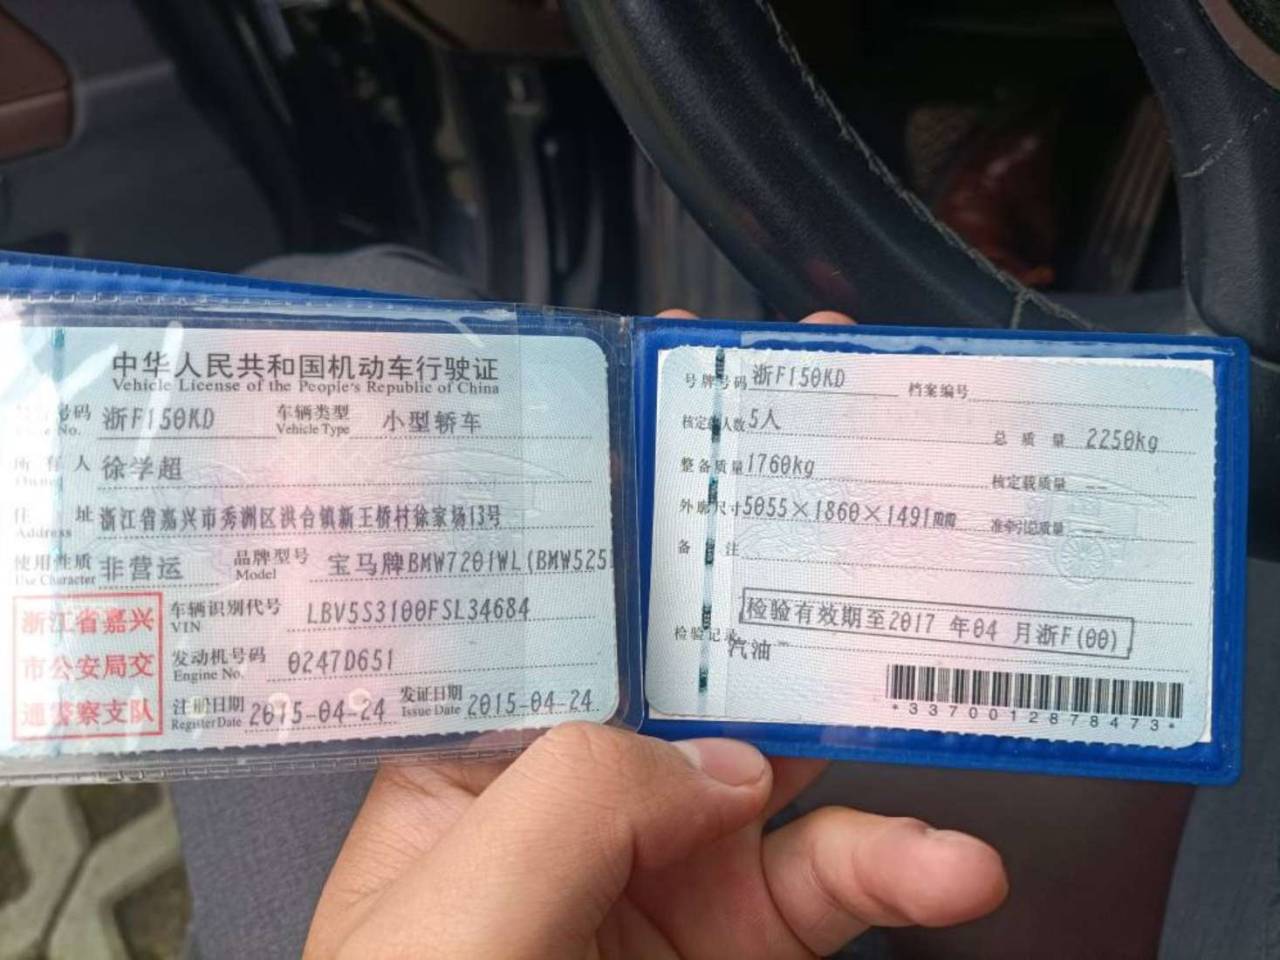 中华人民共和国机动车行驶证
Vehicle License of the People's Republic of China
号码 浙F150KD 车辆类型 小型轿车
No. Vehicle Type
所有人 徐学超
Owner
住址 浙江省嘉兴市秀洲区洪合镇新王桥村徐家场13号
Address
使用性质 非营运 品牌型号 宝马牌BMW7201WL(BMW525
Use Character Model
浙江省嘉兴
市公安局交
通警察支队
车辆识别代号 LBV5S3100FSL34684
VIN
发动机号码 0247D651
Engine No.
注册日期 2015-04-24 发证日期 2015-04-24
Register Date Issue Date
号牌号码 浙F150KD 档案编号
核定载人数 5人 总质量 2250kg
整备质量 1760kg 核定载质量 --
外廓尺寸 5055×1860×1491mm 准牵引总质量 --
备注
检验有效期至2017 年04 月浙F(00)
检验记录 汽油
*3370012878473*